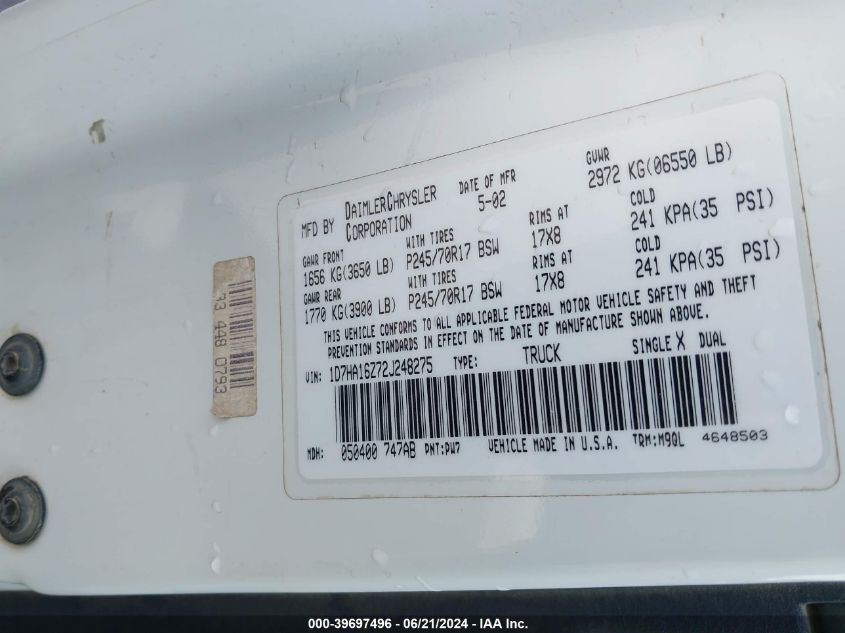 MFD BY DAIMLERCHRYSLER CORPORATION
DATE OF MFR 5-02
GVWR 2972 KG(06550 LB)
GAWR FRONT WITH TIRES RIMS AT COLD
1656 KG(3650 LB) P245/70R17 BSW 17X8 241 KPA(35 PSI)
GAWR REAR WITH TIRES RIMS AT COLD
1770 KG(3900 LB) P245/70R17 BSW 17X8 241 KPA(35 PSI)
THIS VEHICLE CONFORMS TO ALL APPLICABLE FEDERAL MOTOR VEHICLE SAFETY AND THEFT
PREVENTION STANDARDS IN EFFECT ON THE DATE OF MANUFACTURE SHOWN ABOVE.
VIN: 1D7HA16Z72J248275 TYPE: TRUCK SINGLE X DUAL
MDH: 050400 747AB PNT:PW7 VEHICLE MADE IN U.S.A. TRM:M9QL 4648503
33 448 0793
000-39697496 - 06/21/2024 - IAA Inc.